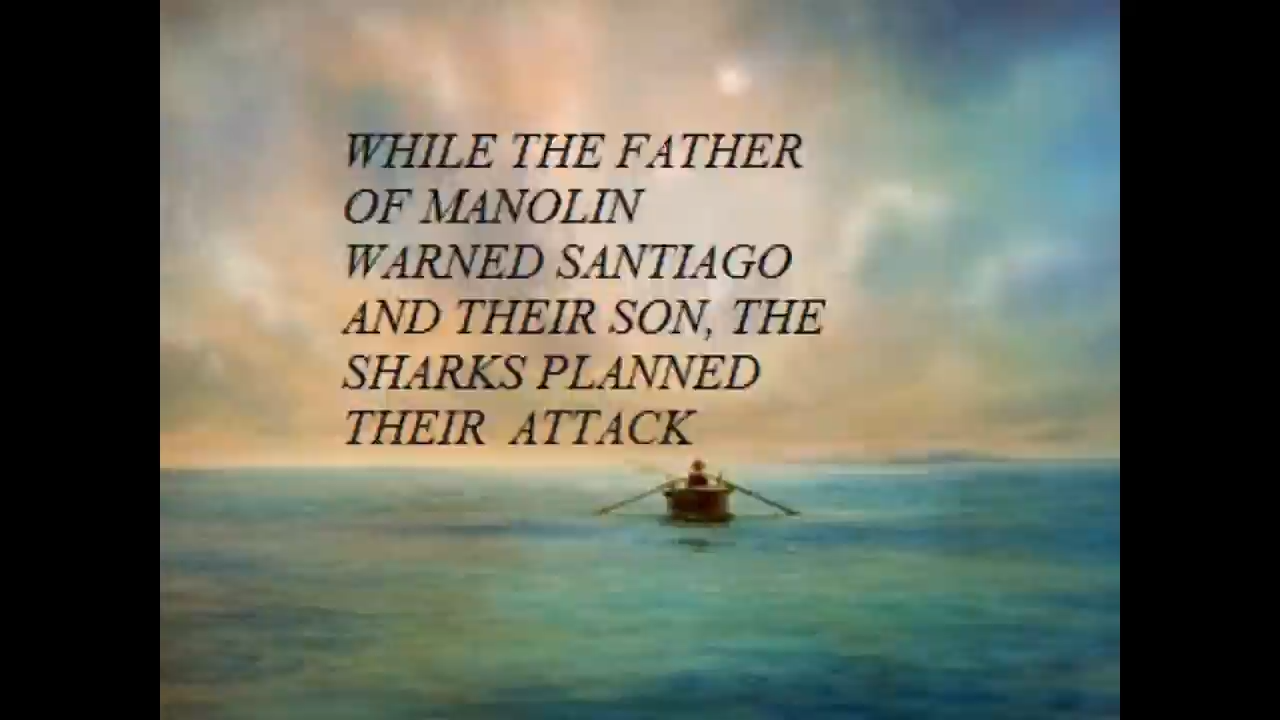 WHILE THE FATHER
OF MANOLIN
WARNED SANTIAGO
AND THEIR SON, THE
SHARKS PLANNED
THEIR  ATTACK